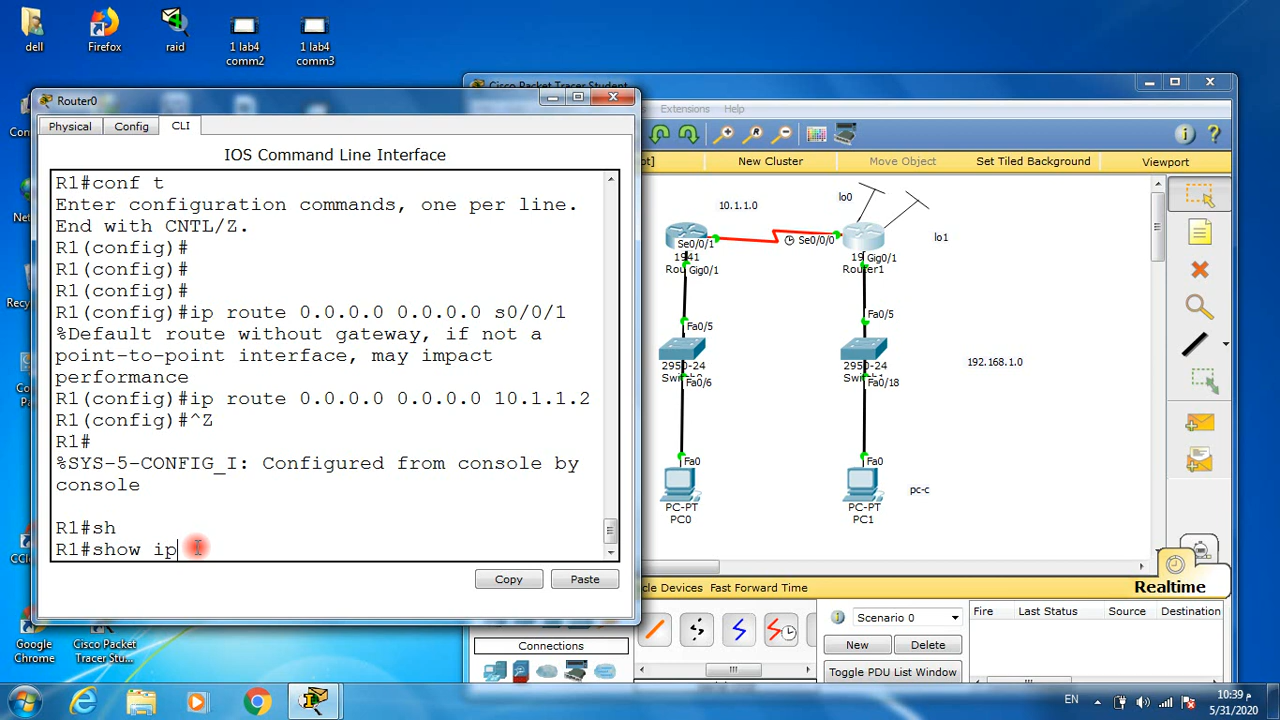 dell
Firefox
raid
1 lab4
comm2
1 lab4
comm3
Cisco Packet Tracer Student
Router0
Physical
Config
CLI
IOS Command Line Interface
R1#conf t
Enter configuration commands, one per line.
End with CNTL/Z.
R1(config)#
R1(config)#
R1(config)#
R1(config)#ip route 0.0.0.0 0.0.0.0 s0/0/1
%Default route without gateway, if not a
point-to-point interface, may impact
performance
R1(config)#ip route 0.0.0.0 0.0.0.0 10.1.1.2
R1(config)#^Z
R1#
%SYS-5-CONFIG_I: Configured from console by
console
R1#sh
R1#show ip
Copy
Paste
Extensions
Help
New Cluster
Move Object
Set Tiled Background
Viewport
10.1.1.0
lo0
lo1
Se0/0/1
Se0/0/0
1941
Gig0/1
Gig0/1
Router1
Fa0/5
Fa0/5
2950-24
2950-24
Fa0/6
Fa0/18
192.168.1.0
Fa0
Fa0
PC-PT
PC0
PC-PT
PC1
pc-c
Realtime
Devices
Fast Forward Time
Scenario 0
New
Delete
Toggle PDU List Window
Fire
Last Status
Source
Destination
Connections
Google
Chrome
Cisco Packet
Tracer Stu...
EN
10:39 م
5/31/2020